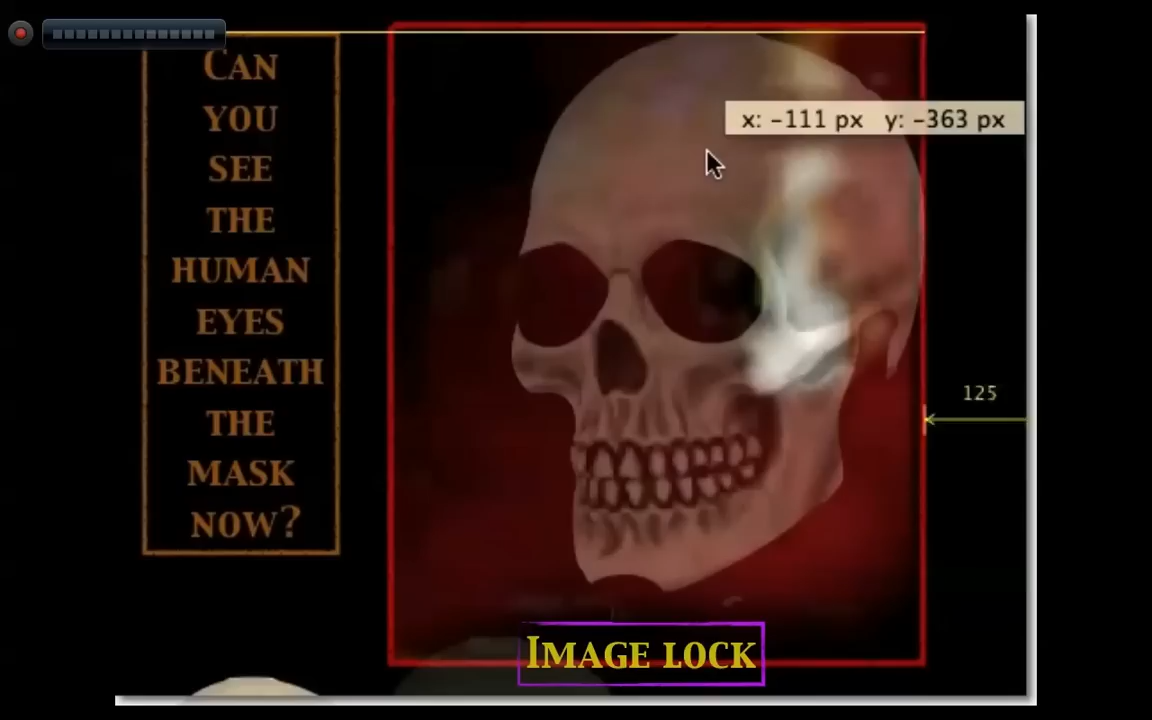 Can
you
see
the
human
eyes
beneath
the
mask
now?
x: -111 px y: -363 px
125
Image lock